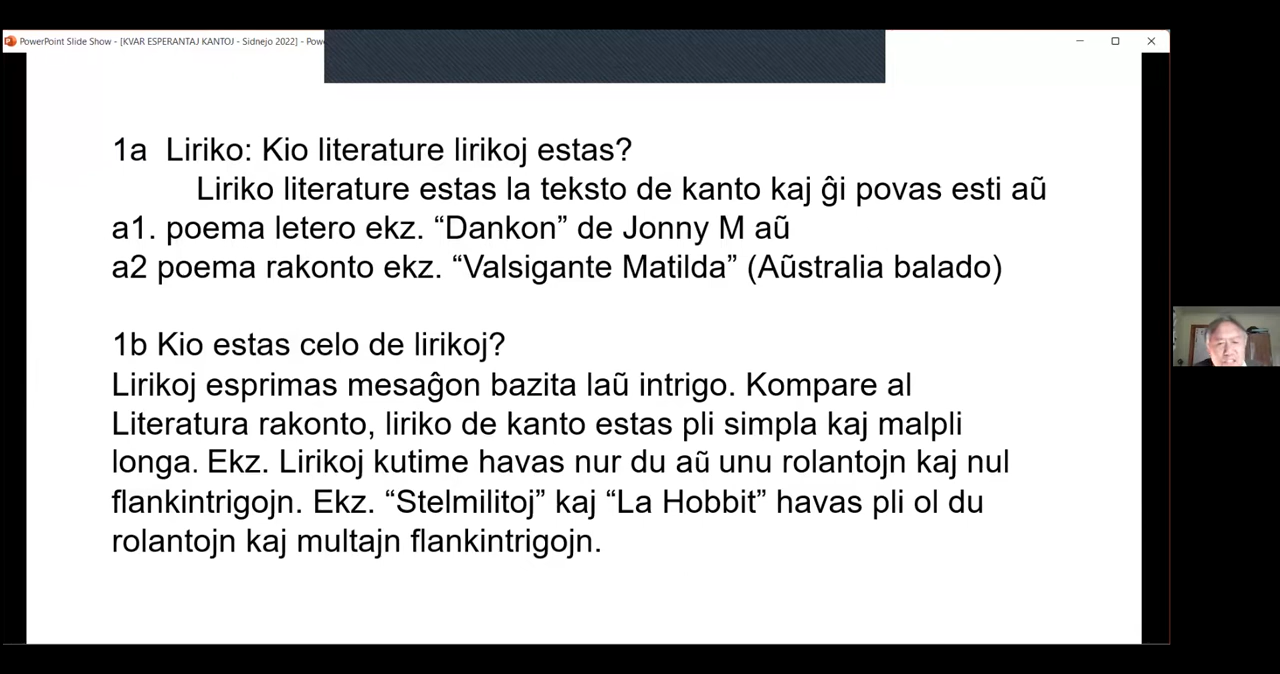 PowerPoint Slide Show - [KVAR ESPERANTAJ KANTOJ - Sidnejo 2022] - Powe
1a Liriko: Kio literature lirikoj estas?
Liriko literature estas la teksto de kanto kaj ĝi povas esti aŭ
a1. poema letero ekz. “Dankon” de Jonny M aŭ
a2 poema rakonto ekz. “Valsigante Matilda” (Aŭstralia balado)
1b Kio estas celo de lirikoj?
Lirikoj esprimas mesaĝon bazita laŭ intrigo. Kompare al
Literatura rakonto, liriko de kanto estas pli simpla kaj malpli
longa. Ekz. Lirikoj kutime havas nur du aŭ unu rolantojn kaj nul
flankintrigojn. Ekz. “Stelmilitoj” kaj “La Hobbit” havas pli ol du
rolantojn kaj multajn flankintrigojn.